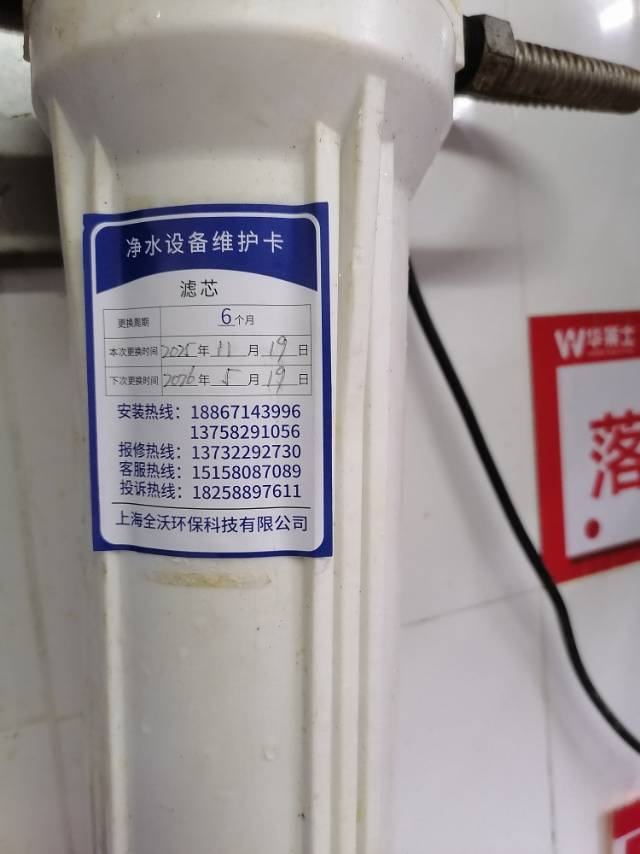 净水设备维护卡
滤芯
更换周期 6个月
本次更换时间 2025年 11月 19日
下次更换时间 2026年 5月 19日
安装热线：18867143996
13758291056
报修热线：13732292730
客服热线：15158087089
投诉热线：18258897611
上海全沃环保科技有限公司
W华莱士
落